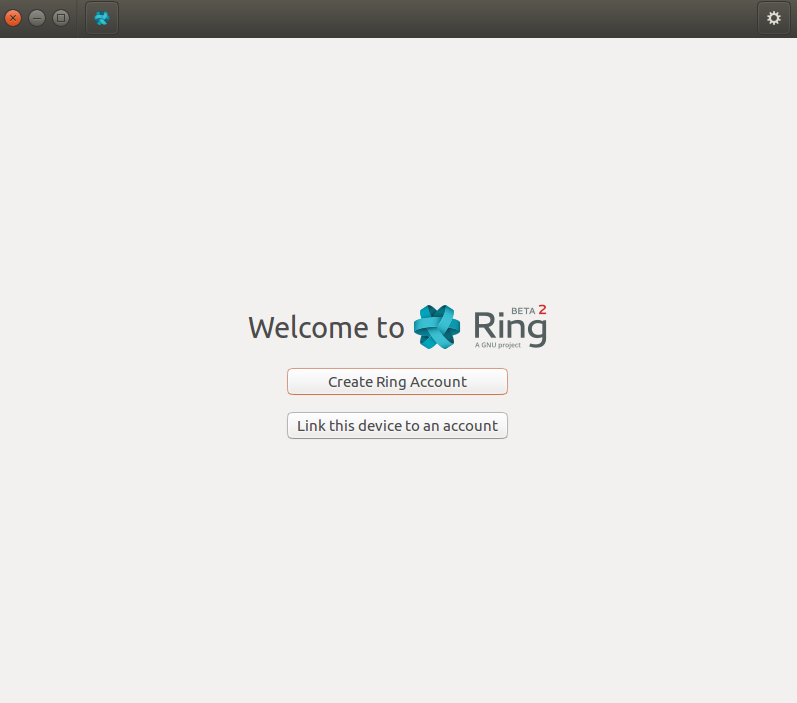 Welcome to Ring BETA 2
A GNU project
Create Ring Account
Link this device to an account